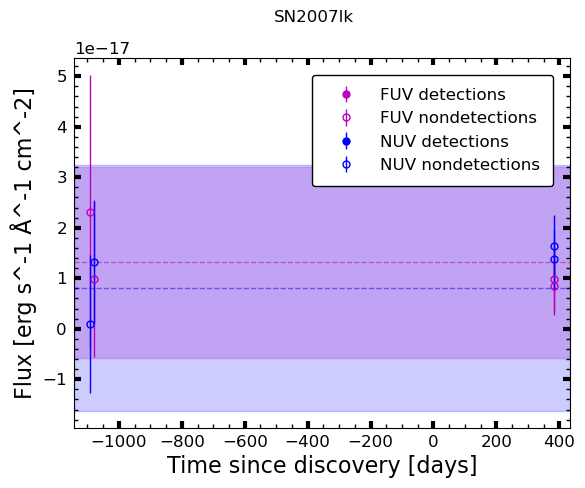 SN2007lk
1e−17
Flux [erg s^-1 Å^-1 cm^-2]
5
4
3
2
1
0
−1
FUV detections
FUV nondetections
NUV detections
NUV nondetections
−1000 −800 −600 −400 −200 0 200 400
Time since discovery [days]